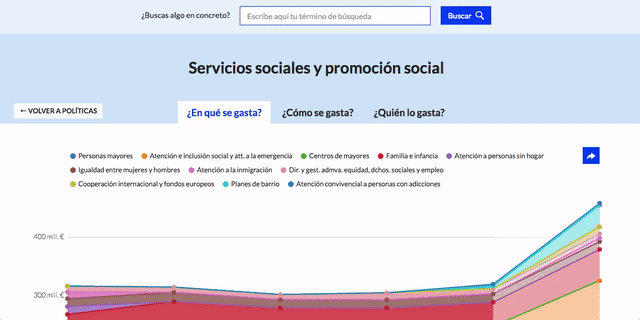 ¿Buscas algo en concreto? Escribe aquí tu término de búsqueda Buscar
Servicios sociales y promoción social
← VOLVER A POLÍTICAS ¿En qué se gasta? ¿Cómo se gasta? ¿Quién lo gasta?
Personas mayores Atención e inclusión social y att. a la emergencia Centros de mayores Familia e infancia Atención a personas sin hogar
Igualdad entre mujeres y hombres Atención a la inmigración Dir. y gest. admva. equidad, dchos. sociales y empleo
Cooperación internacional y fondos europeos Planes de barrio Atención convivencial a personas con adicciones
400 mil. €
300 mil. €